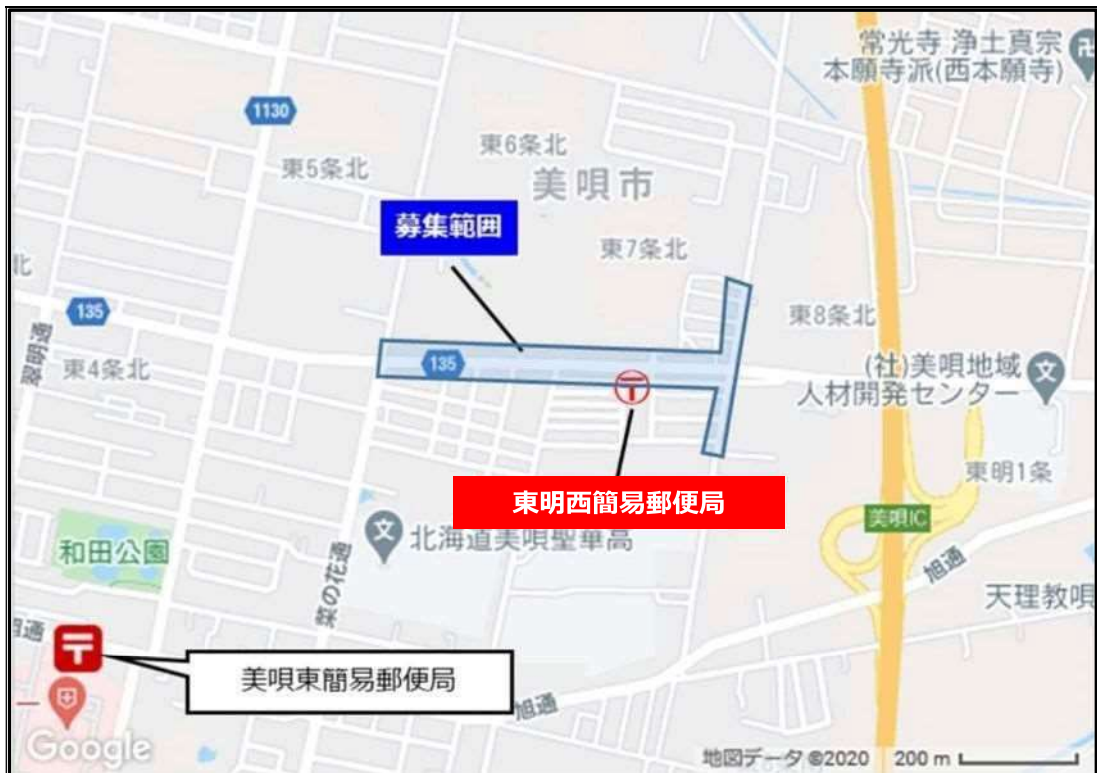 常光寺 浄土真宗
本願寺派(西本願寺)
1130
東6条北
東5条北
美唄市
募集範囲
東7条北
北
135
東8条北
翠明通
東4条北
135
(社)美唄地域
人材開発センター
文
〒
東明1条
東明西簡易郵便局
美唄IC
文
北海道美唄聖華高
和田公園
旭通
天理教唄
旭通
〒
美唄東簡易郵便局
旭通
Google
地図データ ©2020 200 m